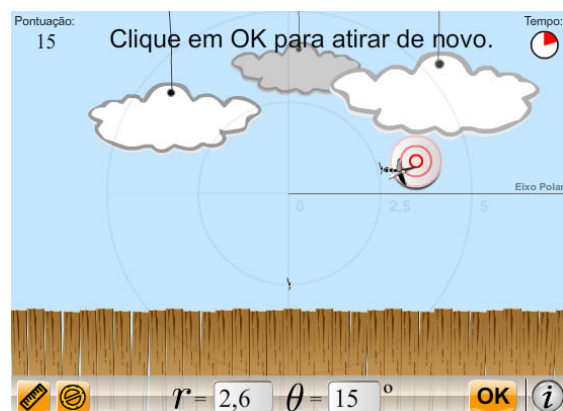 Pontuação:
15
Clique em OK para atirar de novo.
Tempo:
Eixo Polar
0 2,5 5
r = 2,6 θ = 15 º OK i